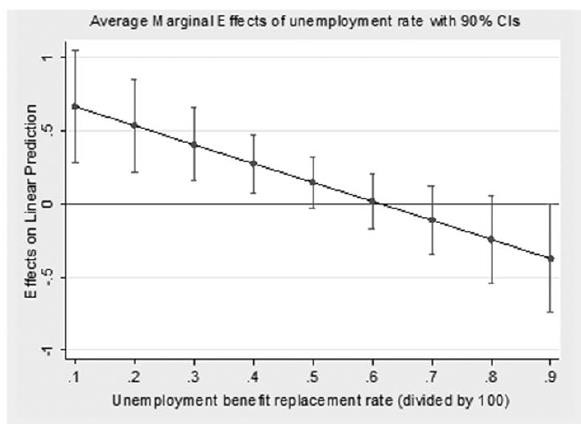 Average Marginal Effects of unemployment rate with 90% CIs
Effects on Linear Prediction
1
.5
0
-.5
-1
.1 .2 .3 .4 .5 .6 .7 .8 .9
Unemployment benefit replacement rate (divided by 100)